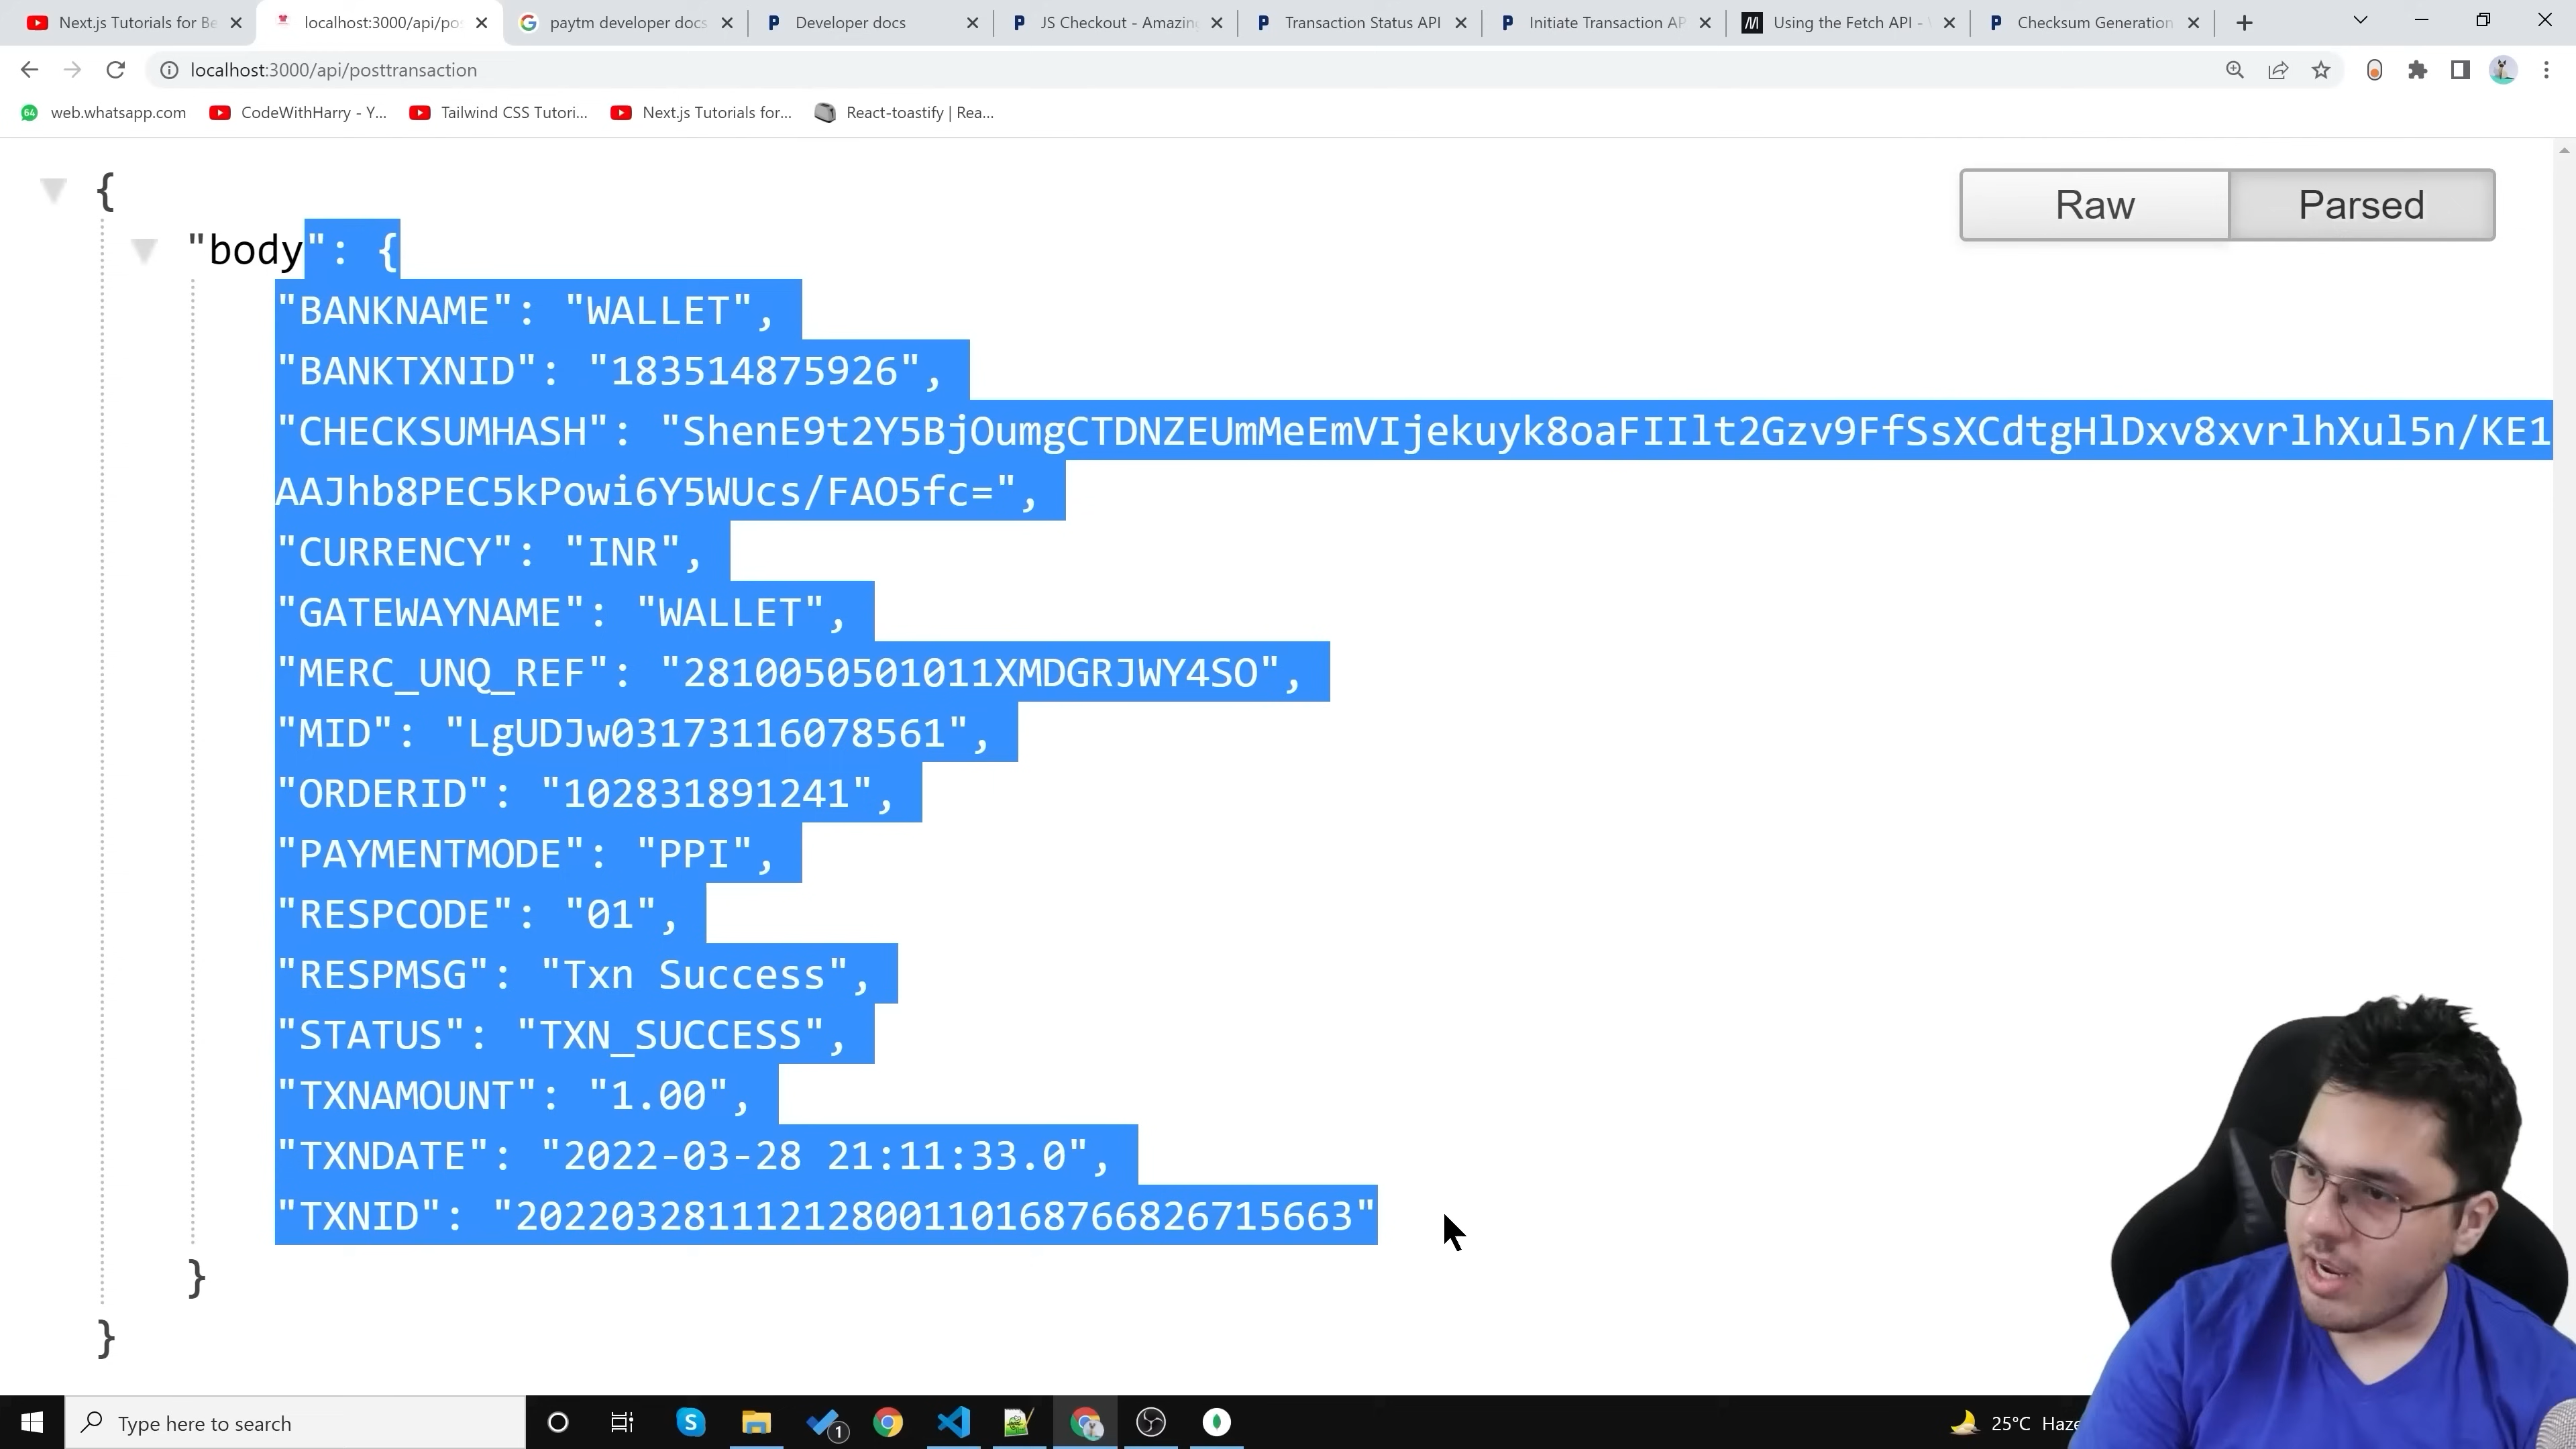 Next.js Tutorials for Be
localhost:3000/api/pos
paytm developer docs
Developer docs
JS Checkout - Amazin
Transaction Status API
Initiate Transaction AP
Using the Fetch API -
Checksum Generation
localhost:3000/api/posttransaction
web.whatsapp.com
CodeWithHarry - Y...
Tailwind CSS Tutori...
Next.js Tutorials for...
React-toastify | Rea...
Raw
Parsed
{
"body": {
"BANKNAME": "WALLET",
"BANKTXNID": "183514875926",
"CHECKSUMHASH": "ShenE9t2Y5BjOumgCTDNZEUmMeEmVIjekuyk8oaFIIlt2Gzv9FfSsXCdtgHlDxv8xvrlhXul5n/KE1
AAJhb8PEC5kPowi6Y5WUcs/FAO5fc=",
"CURRENCY": "INR",
"GATEWAYNAME": "WALLET",
"MERC_UNQ_REF": "2810050501011XMDGRJWY4SO",
"MID": "LgUDJw03173116078561",
"ORDERID": "102831891241",
"PAYMENTMODE": "PPI",
"RESPCODE": "01",
"RESPMSG": "Txn Success",
"STATUS": "TXN_SUCCESS",
"TXNAMOUNT": "1.00",
"TXNDATE": "2022-03-28 21:11:33.0",
"TXNID": "20220328111212800110168766826715663"
}
}
Type here to search
1
25°C Haze